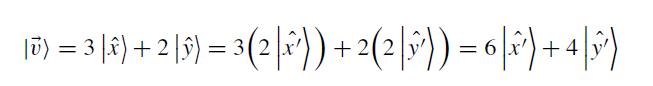 |v⃗⟩ = 3 |x̂⟩ + 2 |ŷ⟩ = 3(2 |x̂′⟩) + 2(2 |ŷ′⟩) = 6 |x̂′⟩ + 4 |ŷ′⟩